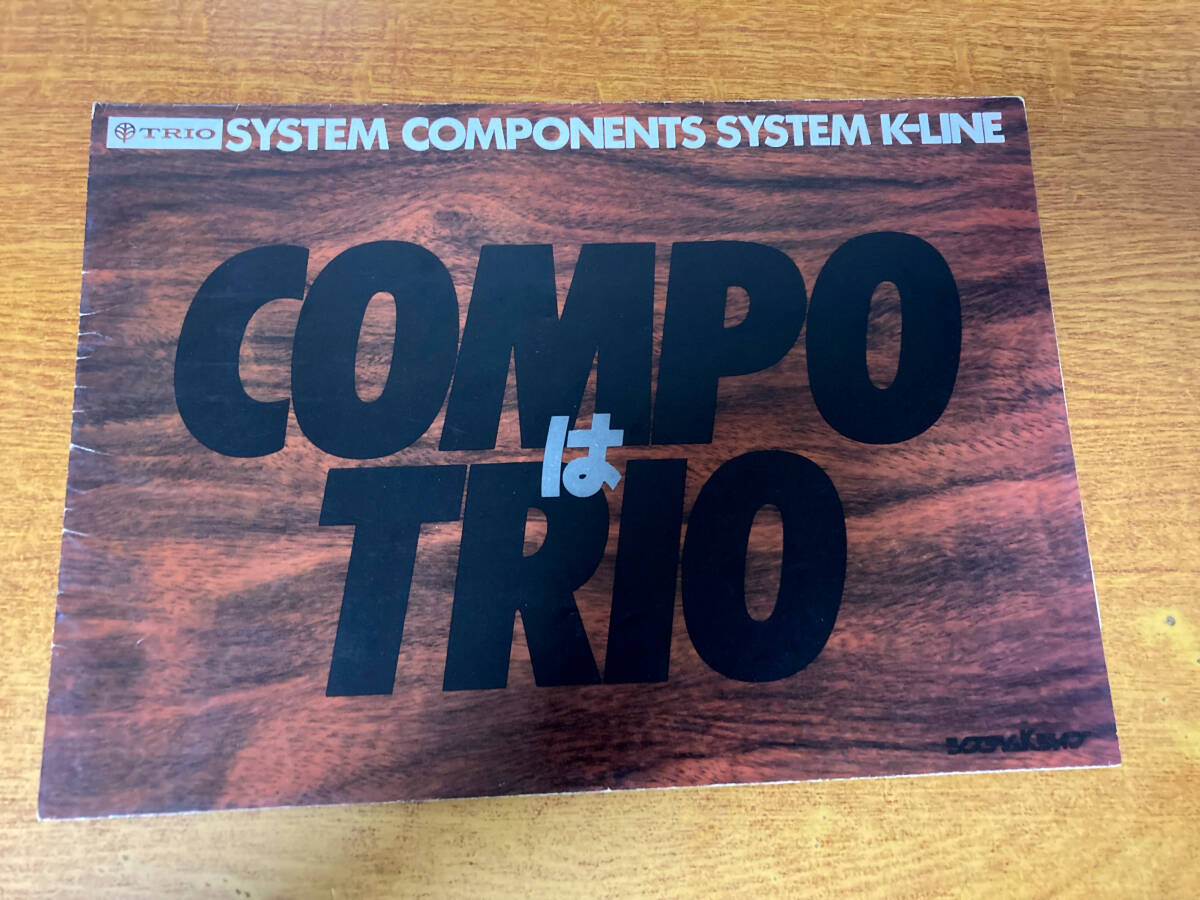 TRIO SYSTEM COMPONENTS SYSTEM K-LINE
COMPO
は
TRIO